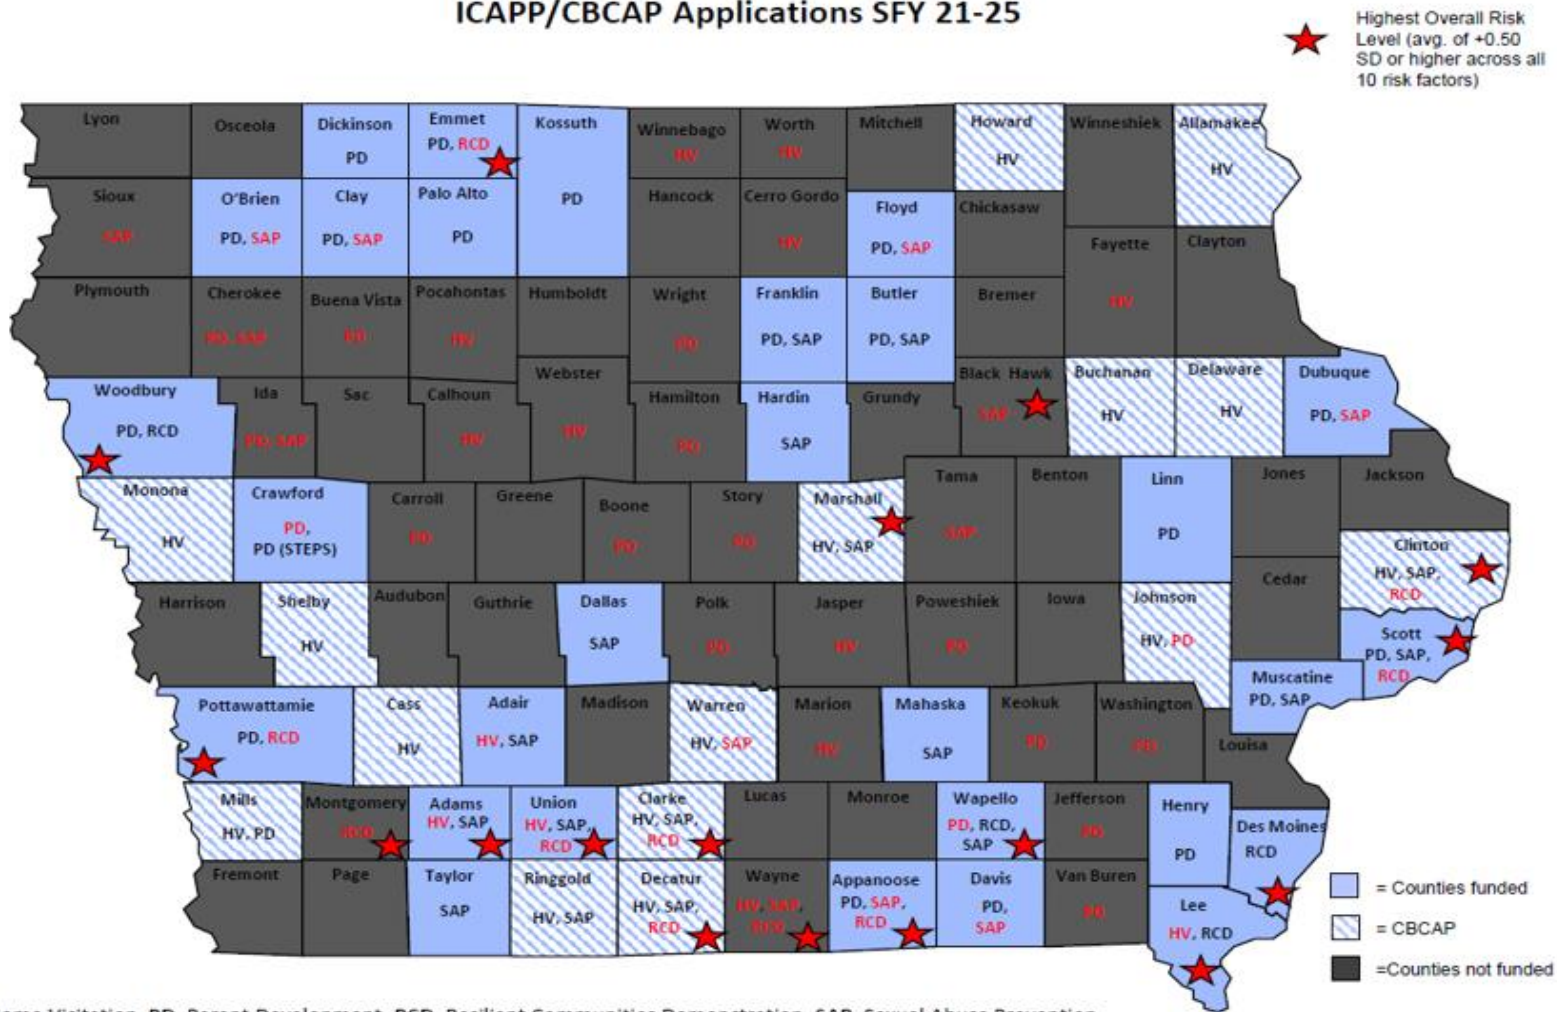 ICAPP/CBCAP Applications SFY 21-25
Highest Overall Risk
Level (avg. of +0.50
SD or higher across all
10 risk factors)
Lyon
Osceola
Dickinson
PD
Emmet
PD, RCD
Kossuth
PD
Winnebago
HV
Worth
HV
Mitchell
Howard
HV
Winneshiek
Allamakee
HV
Sioux
SAP
O'Brien
PD, SAP
Clay
PD, SAP
Palo Alto
PD
Hancock
Cerro Gordo
HV
Floyd
PD, SAP
Chickasaw
Fayette
HV
Clayton
Plymouth
Cherokee
PD, SAP
Buena Vista
PD
Pocahontas
HV
Humboldt
Wright
PD
Franklin
PD, SAP
Butler
PD, SAP
Bremer
Woodbury
PD, RCD
Ida
PD, SAP
Sac
Calhoun
HV
Webster
HV
Hamilton
PD
Hardin
SAP
Grundy
Black Hawk
SAP
Buchanan
HV
Delaware
HV
Dubuque
PD, SAP
Monona
HV
Crawford
PD,
PD (STEPS)
Carroll
PD
Greene
Boone
PD
Story
PD
Marshall
HV, SAP
Tama
SAP
Benton
Linn
PD
Jones
Jackson
Clinton
HV, SAP,
RCD
Harrison
Shelby
HV
Audubon
Guthrie
Dallas
SAP
Polk
PD
Jasper
HV
Poweshiek
PD
Iowa
Johnson
HV, PD
Cedar
Scott
PD, SAP,
RCD
Muscatine
PD, SAP
Pottawattamie
PD, RCD
Cass
HV
Adair
HV, SAP
Madison
Warren
HV, SAP
Marion
HV
Mahaska
SAP
Keokuk
PD
Washington
PD
Louisa
Mills
HV, PD
Montgomery
RCD
Adams
HV, SAP
Union
HV, SAP,
RCD
Clarke
HV, SAP,
RCD
Lucas
Monroe
Wapello
PD, RCD,
SAP
Jefferson
PD
Henry
PD
Des Moines
RCD
Fremont
Page
Taylor
SAP
Ringgold
HV, SAP
Decatur
HV, SAP,
RCD
Wayne
HV, SAP,
RCD
Appanoose
PD, SAP,
RCD
Davis
PD,
SAP
Van Buren
PD
Lee
HV, RCD
= Counties funded
= CBCAP
=Counties not funded